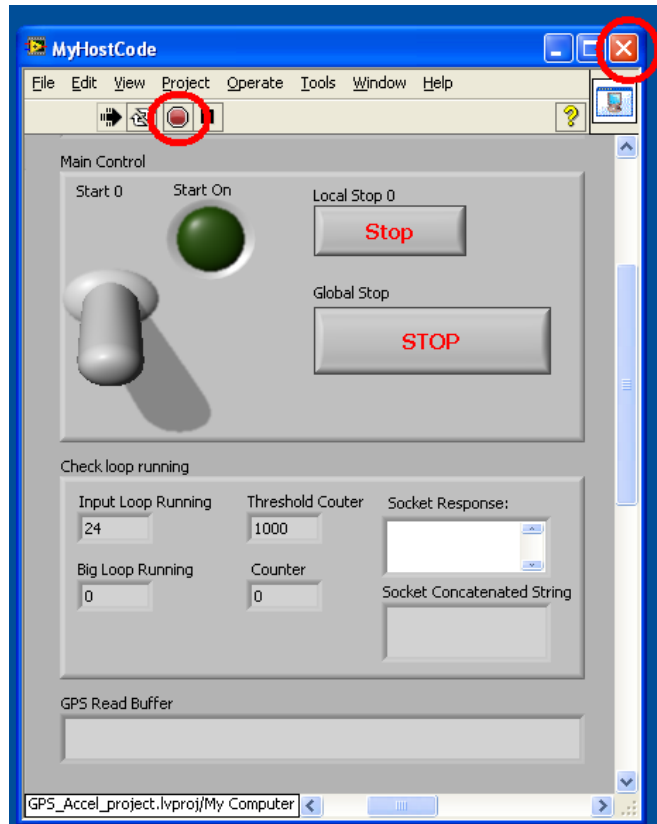 MyHostCode
File Edit View Project Operate Tools Window Help
?
Main Control
Start 0 Start On Local Stop 0
Stop
Global Stop
STOP
Check loop running
Input Loop Running Threshold Couter Socket Response:
24 1000
Big Loop Running Counter
0 0
Socket Concatenated String
GPS Read Buffer
GPS_Accel_project.lvproj/My Computer